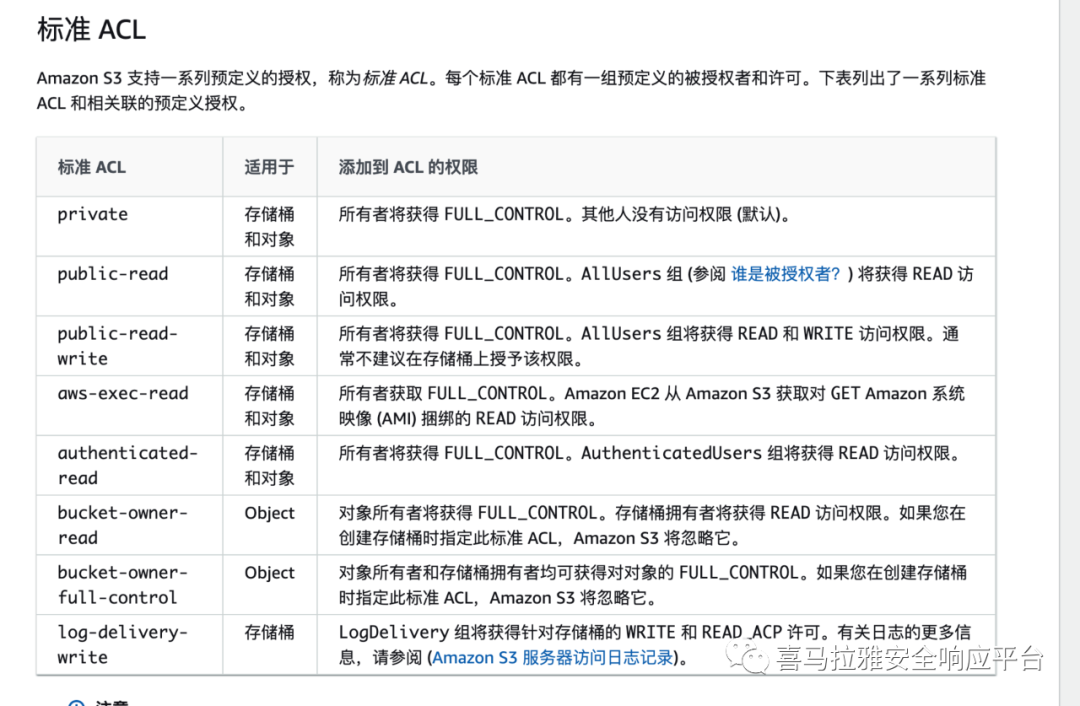 标准 ACL
Amazon S3 支持一系列预定义的授权，称为标准 ACL。每个标准 ACL 都有一组预定义的被授权者和许可。下表列出了一系列标准
ACL 和相关联的预定义授权。
标准 ACL 适用于 添加到 ACL 的权限
private 存储桶 所有者将获得 FULL_CONTROL。其他人没有访问权限 (默认)。
和对象
public-read 存储桶 所有者将获得 FULL_CONTROL。AllUsers 组 (参阅 谁是被授权者？) 将获得 READ 访
和对象 问权限。
public-read- 存储桶 所有者将获得 FULL_CONTROL。AllUsers 组将获得 READ 和 WRITE 访问权限。通
write 和对象 常不建议在存储桶上授予该权限。
aws-exec-read 存储桶 所有者获取 FULL_CONTROL。Amazon EC2 从 Amazon S3 获取对 GET Amazon 系统
和对象 映像 (AMI) 捆绑的 READ 访问权限。
authenticated- 存储桶 所有者将获得 FULL_CONTROL。AuthenticatedUsers 组将获得 READ 访问权限。
read 和对象
bucket-owner- Object 对象所有者将获得 FULL_CONTROL。存储桶拥有者将获得 READ 访问权限。如果您在
read 创建存储桶时指定此标准 ACL，Amazon S3 将忽略它。
bucket-owner- Object 对象所有者和存储桶拥有者均可获得对对象的 FULL_CONTROL。如果您在创建存储桶
full-control 时指定此标准 ACL，Amazon S3 将忽略它。
log-delivery- 存储桶 LogDelivery 组将获得针对存储桶的 WRITE 和 READ_ACP 许可。有关日志的更多信
write 息，请参阅 (Amazon S3 服务器访问日志记录)。
喜马拉雅安全响应平台
注意